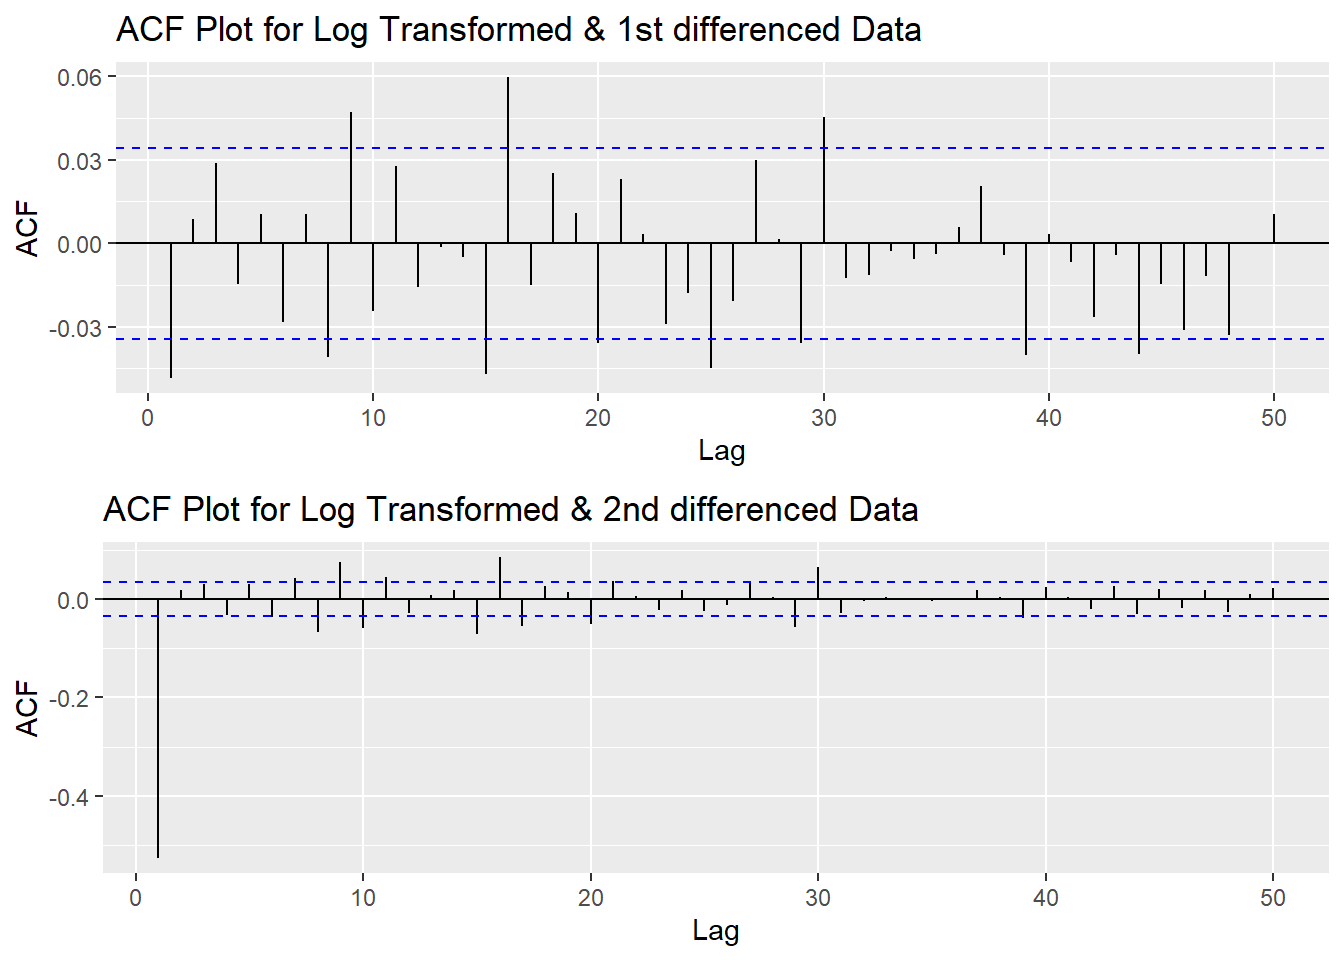 ACF Plot for Log Transformed & 1st differenced Data
0.06
0.03
0.00
-0.03
ACF
0 10 20 30 40 50
Lag
ACF Plot for Log Transformed & 2nd differenced Data
0.0
-0.2
-0.4
ACF
0 10 20 30 40 50
Lag